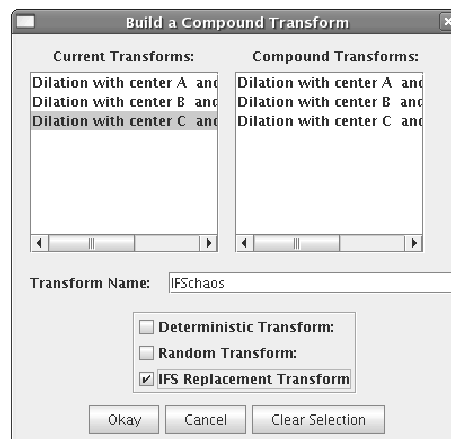 Build a Compound Transform
Current Transforms: Compound Transforms:
Dilation with center A and Dilation with center A and
Dilation with center B and Dilation with center B and
Dilation with center C and Dilation with center C and
Transform Name: IFSchaos
Deterministic Transform:
Random Transform:
IFS Replacement Transform
Okay Cancel Clear Selection